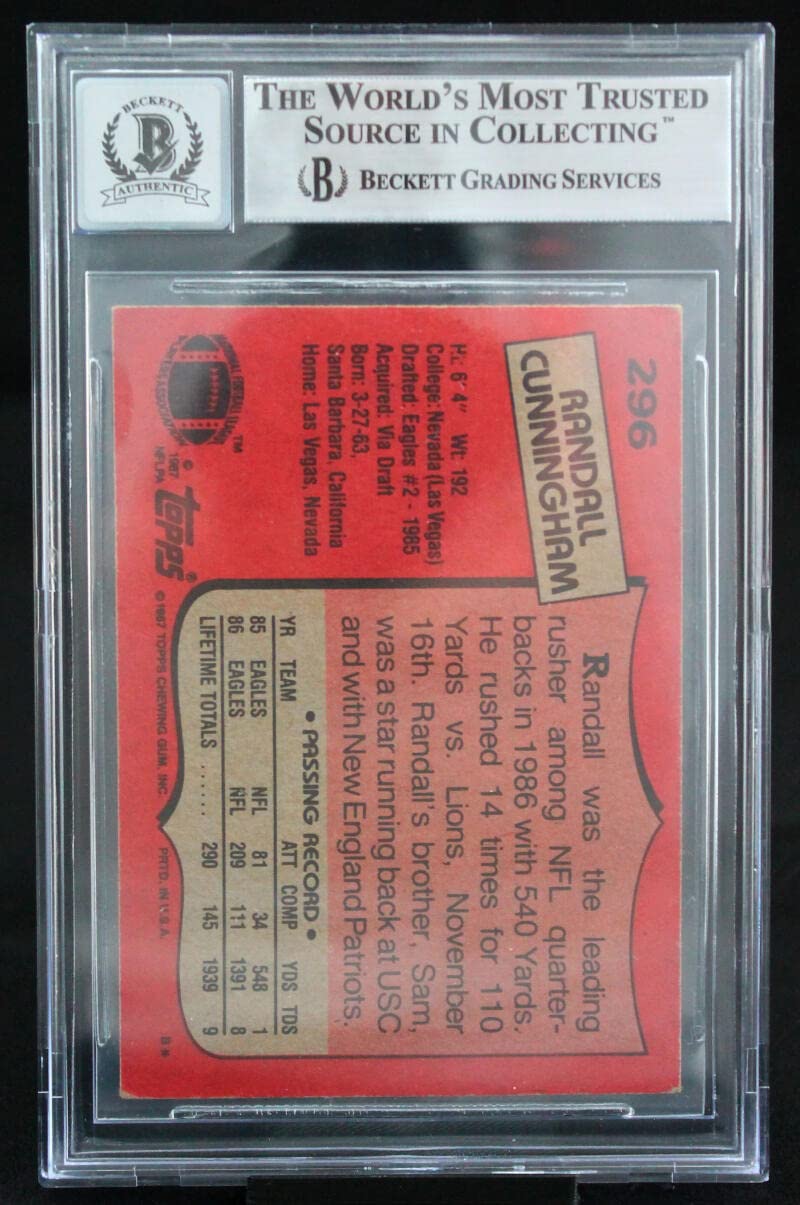 BECKETT
B
AUTHENTIC
THE WORLD'S MOST TRUSTED
SOURCE IN COLLECTING™
B BECKETT GRADING SERVICES
296
RANDALL
CUNNINGHAM
Ht. 6' 4" Wt: 192
College: Nevada (Las Vegas)
Drafted: Eagles #2 - 1985
Acquired: Via Draft
Born: 3-27-63,
Santa Barbara, California
Home: Las Vegas, Nevada
Randall was the leading
rusher among NFL quarter-
backs in 1986 with 540 Yards.
He rushed 14 times for 110
Yards vs. Lions, November
16th. Randall's brother, Sam,
was a star running back at USC
and with New England Patriots.
• PASSING RECORD •
YR TEAM ATT COMP YDS TDS
85 EAGLES NFL 81 34 548 1
86 EAGLES NFL 209 111 1391 8
LIFETIME TOTALS ...... 290 145 1939 9
TM
© 1987
NFLPA
topps®
© 1987 TOPPS CHEWING GUM, INC.
PRTD. IN U.S.A.
B*